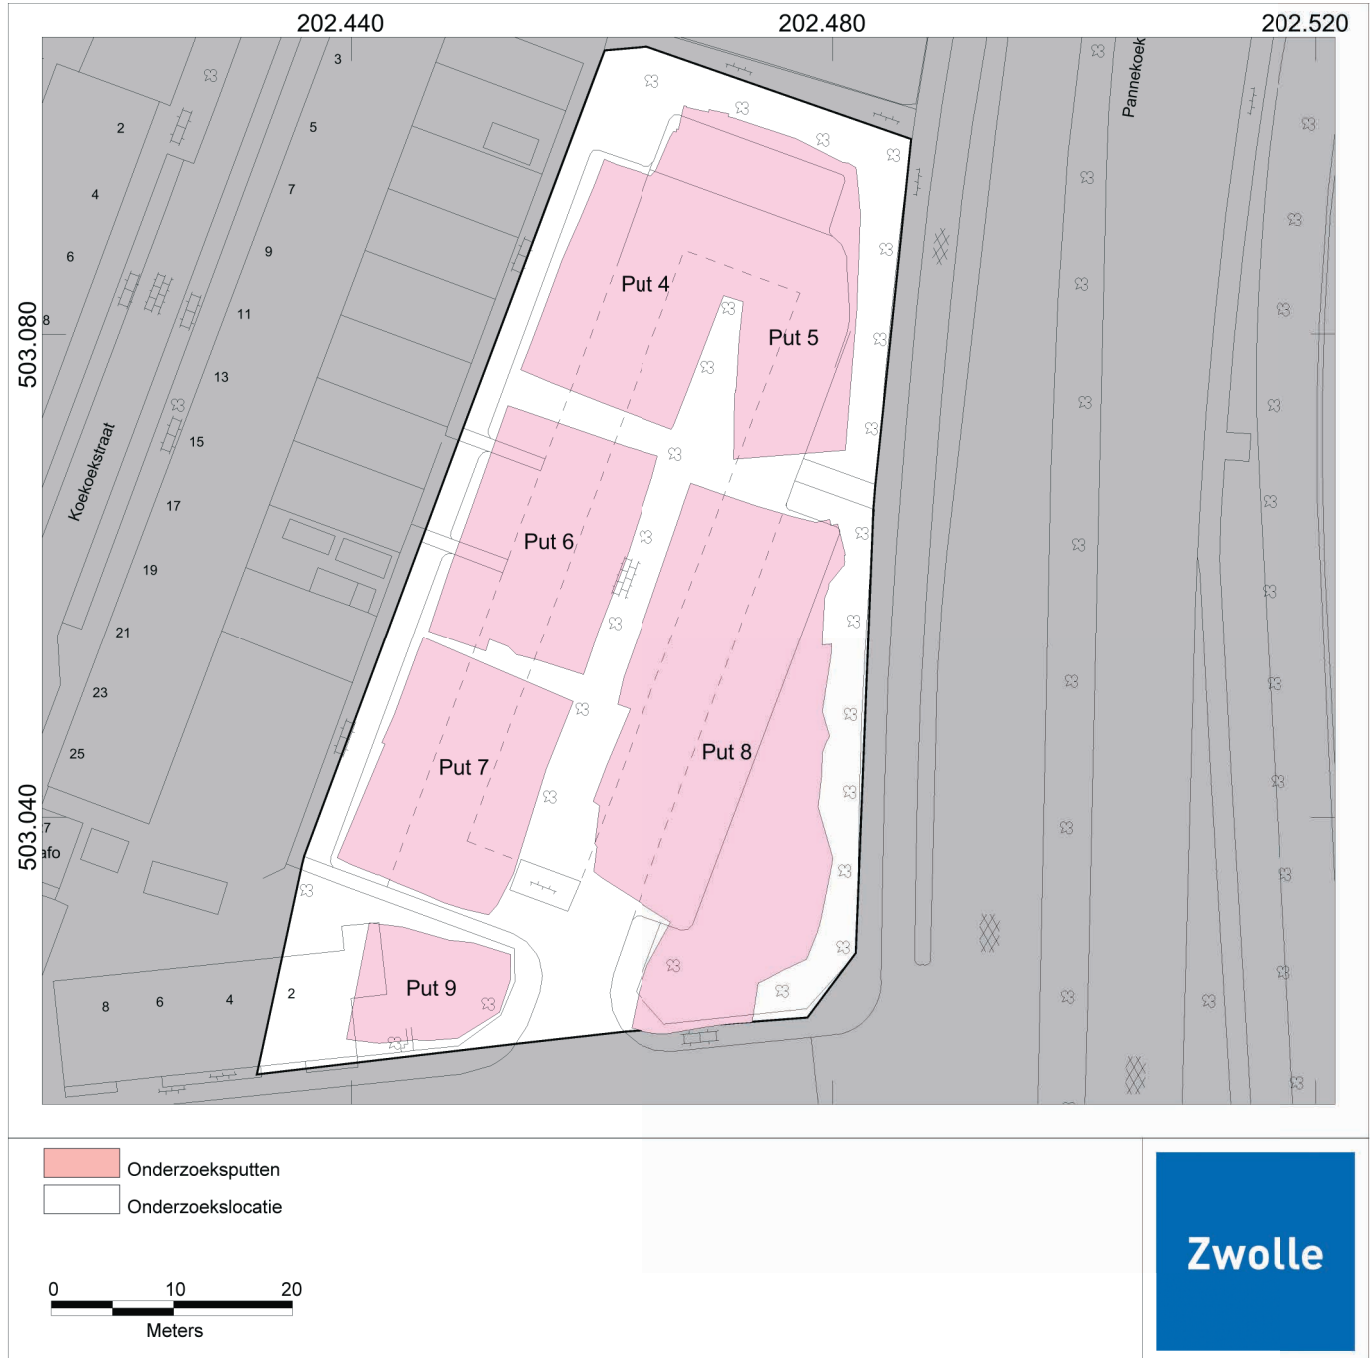 202.440
202.480
202.520
503.080
503.040
Pannekoek
Koekoekstraat
3
2
5
4
7
6
9
8
11
13
15
17
19
21
23
25
7
afo
8
6
4
2
Put 4
Put 5
Put 6
Put 7
Put 8
Put 9
Onderzoeksputten
Onderzoekslocatie
0
10
20
Meters
Zwolle